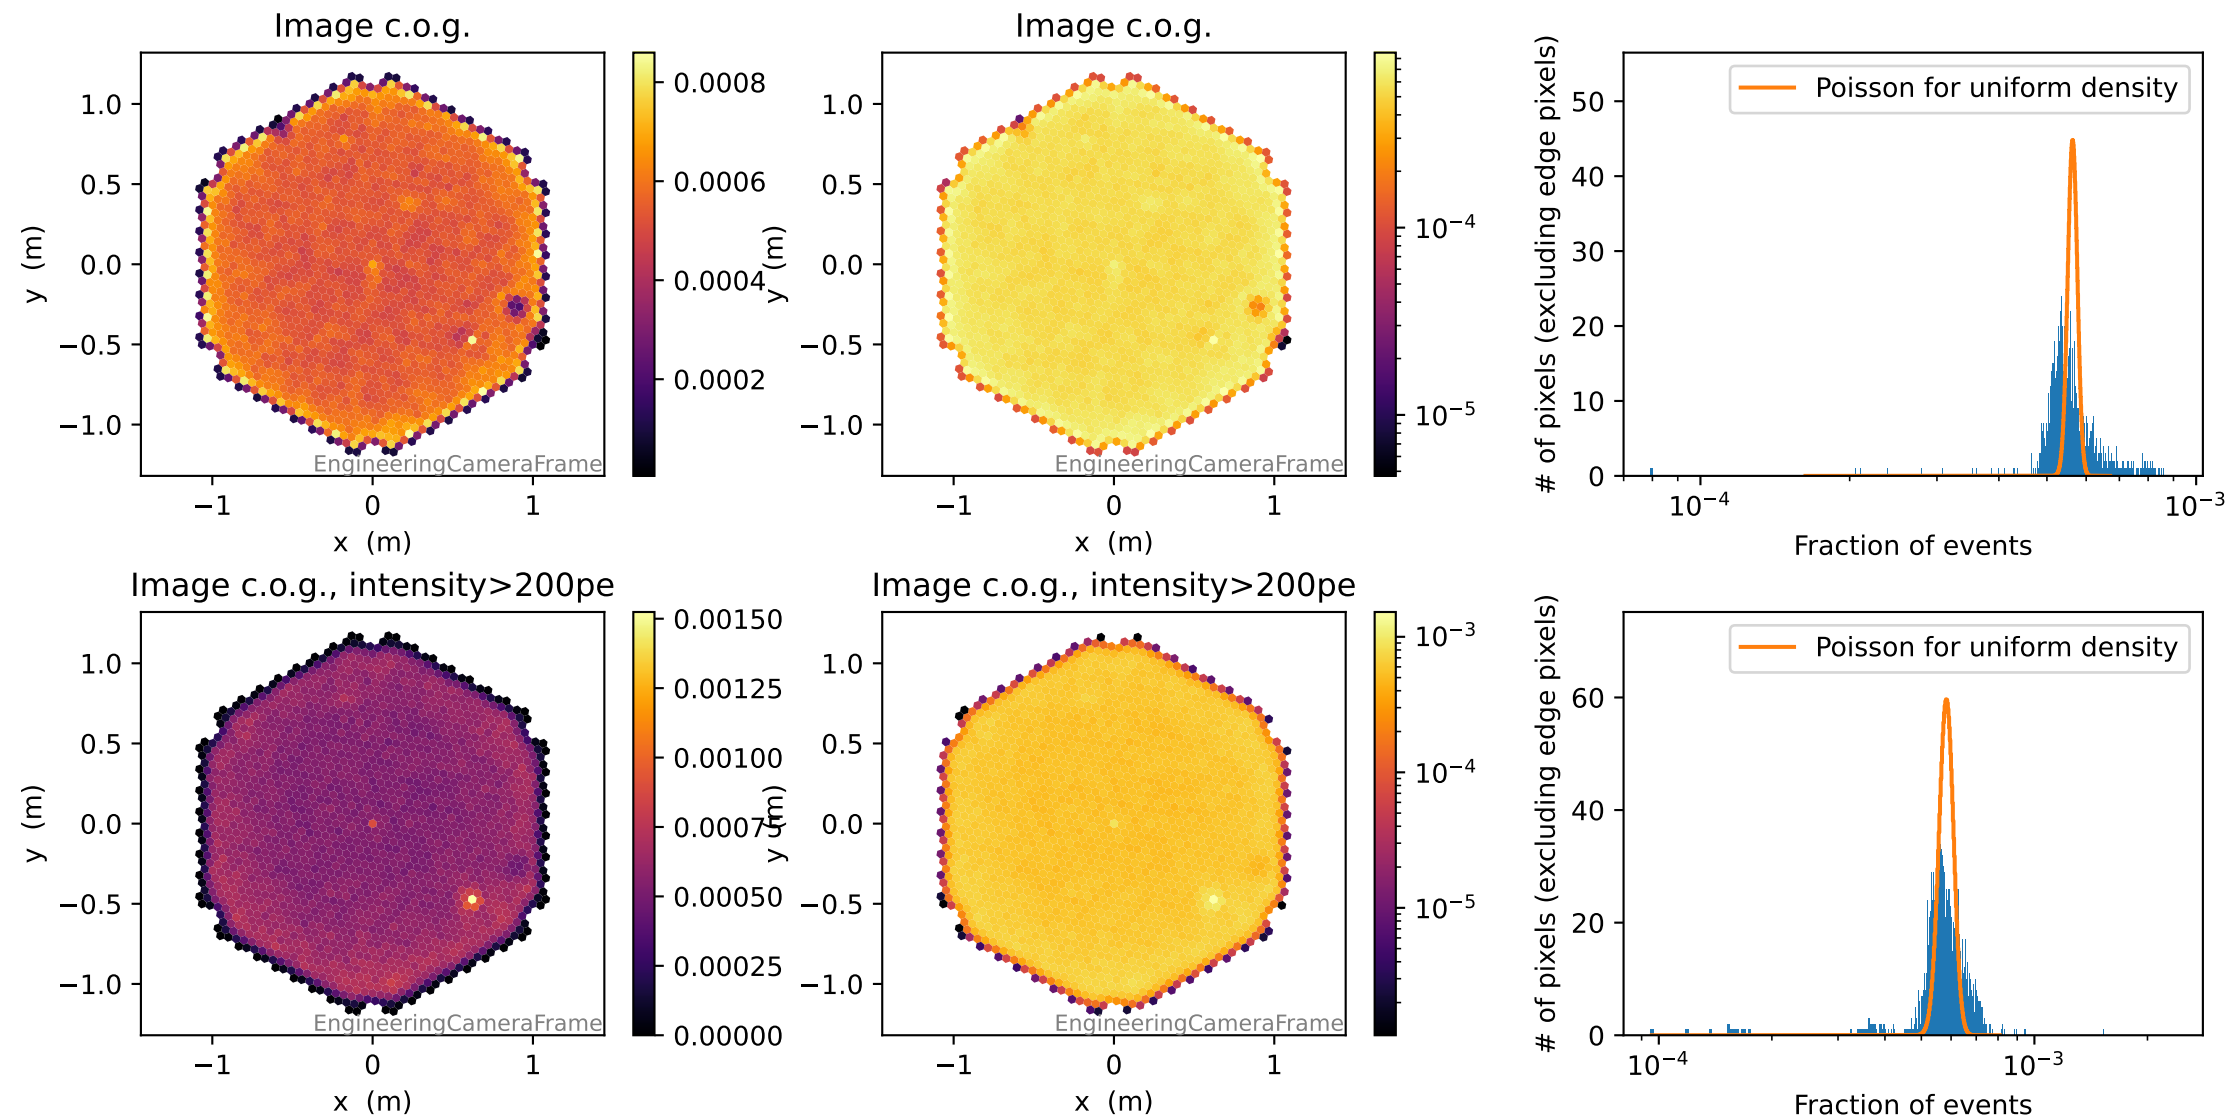 Image c.o.g.
y (m)
1.0
0.5
0.0
−0.5
−1.0
EngineeringCameraFrame
−1 0 1
x (m)
0.0008
0.0006
0.0004
0.0002
Image c.o.g.
y (m)
1.0
0.5
0.0
−0.5
−1.0
EngineeringCameraFrame
−1 0 1
x (m)
10−4
10−5
# of pixels (excluding edge pixels)
50
40
30
20
10
0
Poisson for uniform density
10−4 10−3
Fraction of events
Image c.o.g., intensity>200pe
y (m)
1.0
0.5
0.0
−0.5
−1.0
EngineeringCameraFrame
−1 0 1
x (m)
0.00150
0.00125
0.00100
0.00050
0.00025
0.00000
Image c.o.g., intensity>200pe
y (m)
1.0
0.5
0.0
−0.5
−1.0
EngineeringCameraFrame
−1 0 1
x (m)
10−3
10−4
10−5
# of pixels (excluding edge pixels)
60
40
20
0
Poisson for uniform density
10−4 10−3
Fraction of events